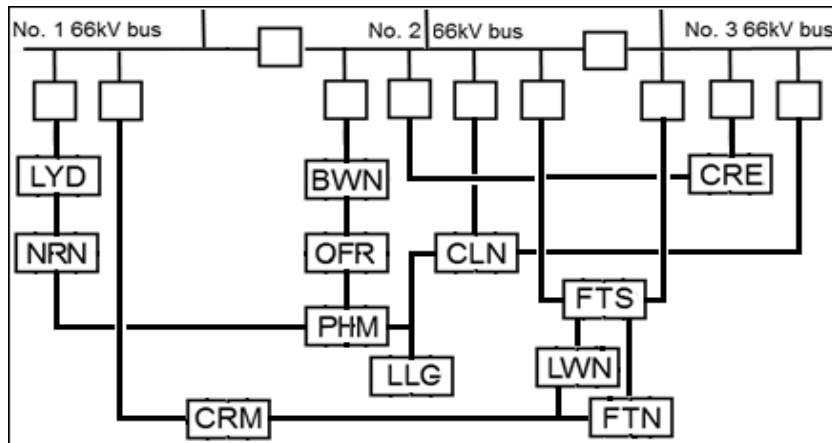 No. 1 66kV bus No. 2 66kV bus No. 3 66kV bus
LYD BWN CRE
NRN OFR CLN
FTS
PHM
LWN
LLG
CRM FTN